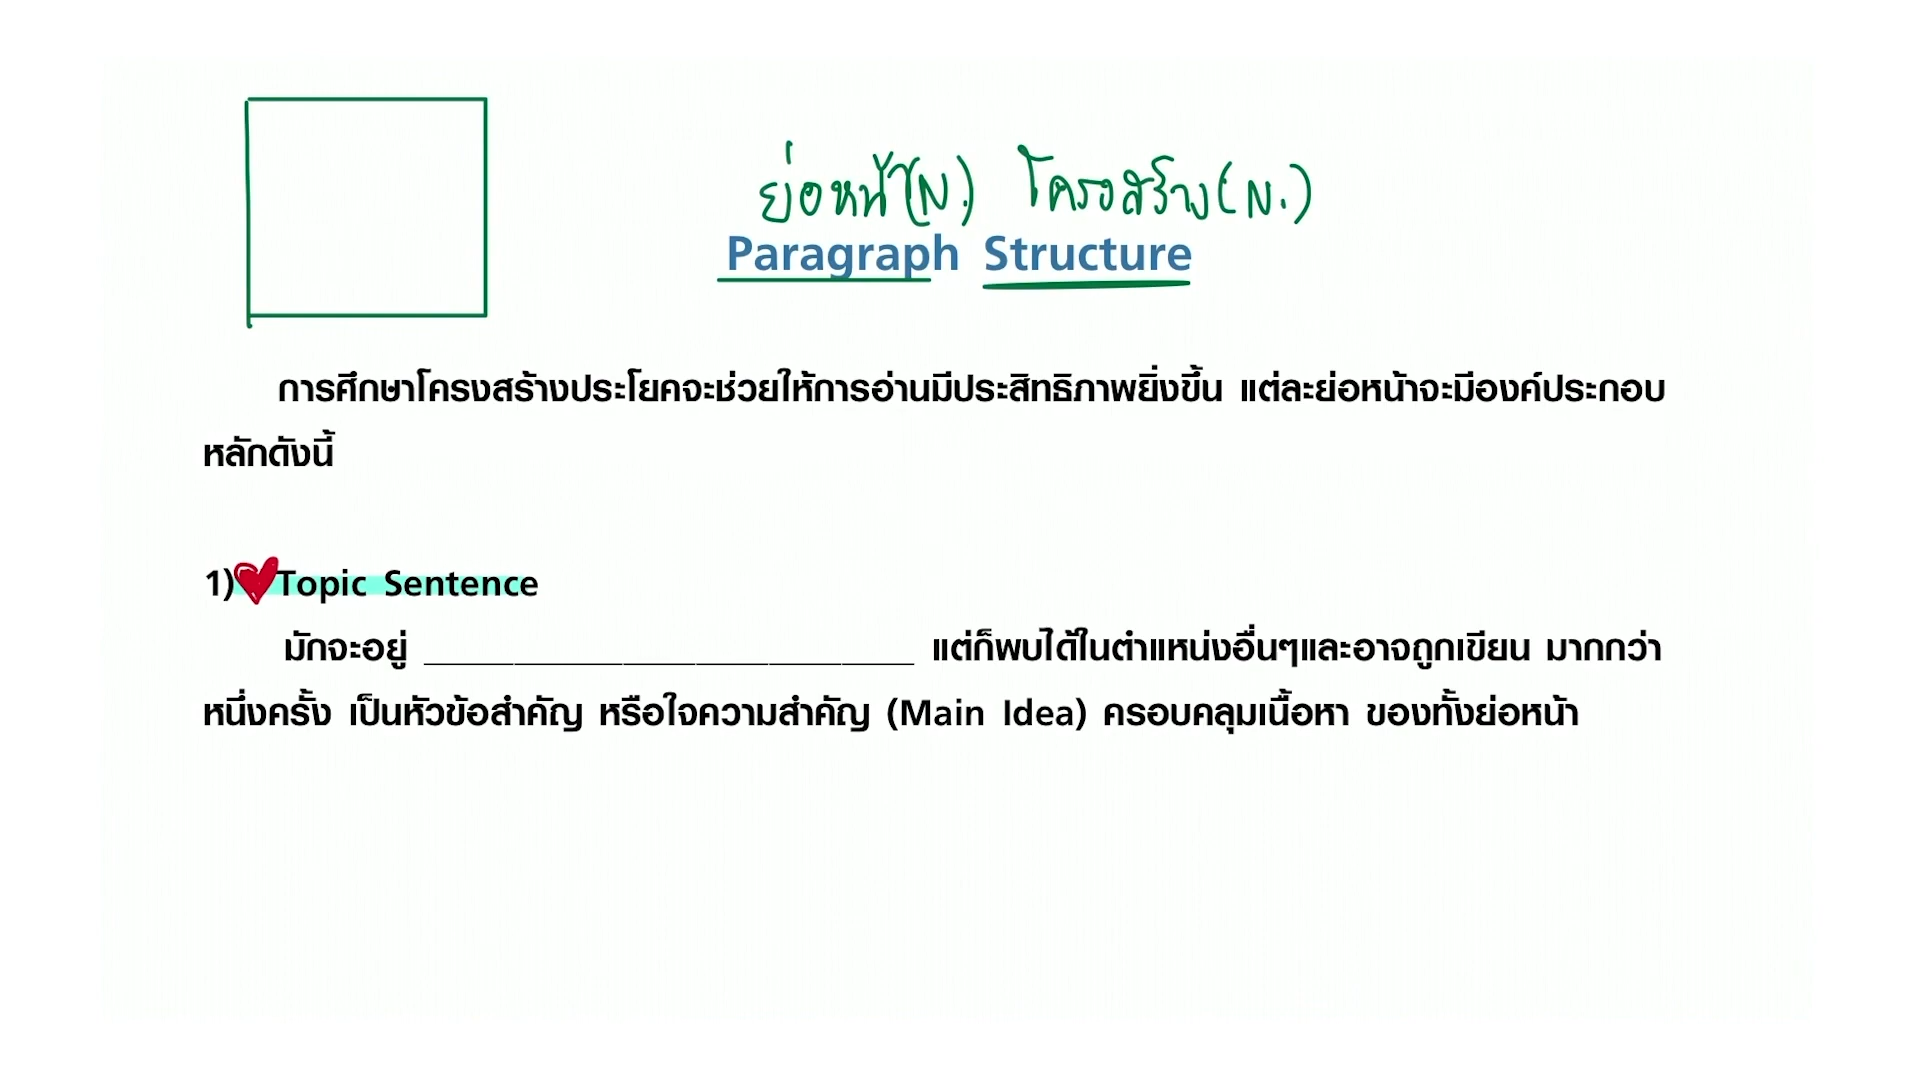 ย่อหน้า(N.) โครงสร้าง(N.)
Paragraph Structure
การศึกษาโครงสร้างประโยคจะช่วยให้การอ่านมีประสิทธิภาพยิ่งขึ้น แต่ละย่อหน้าจะมีองค์ประกอบ
หลักดังนี้
1) Topic Sentence
มักจะอยู่ ___________________________ แต่ก็พบได้ในตำแหน่งอื่นๆและอาจถูกเขียน มากกว่า
หนึ่งครั้ง เป็นหัวข้อสำคัญ หรือใจความสำคัญ (Main Idea) ครอบคลุมเนื้อหา ของทั้งย่อหน้า